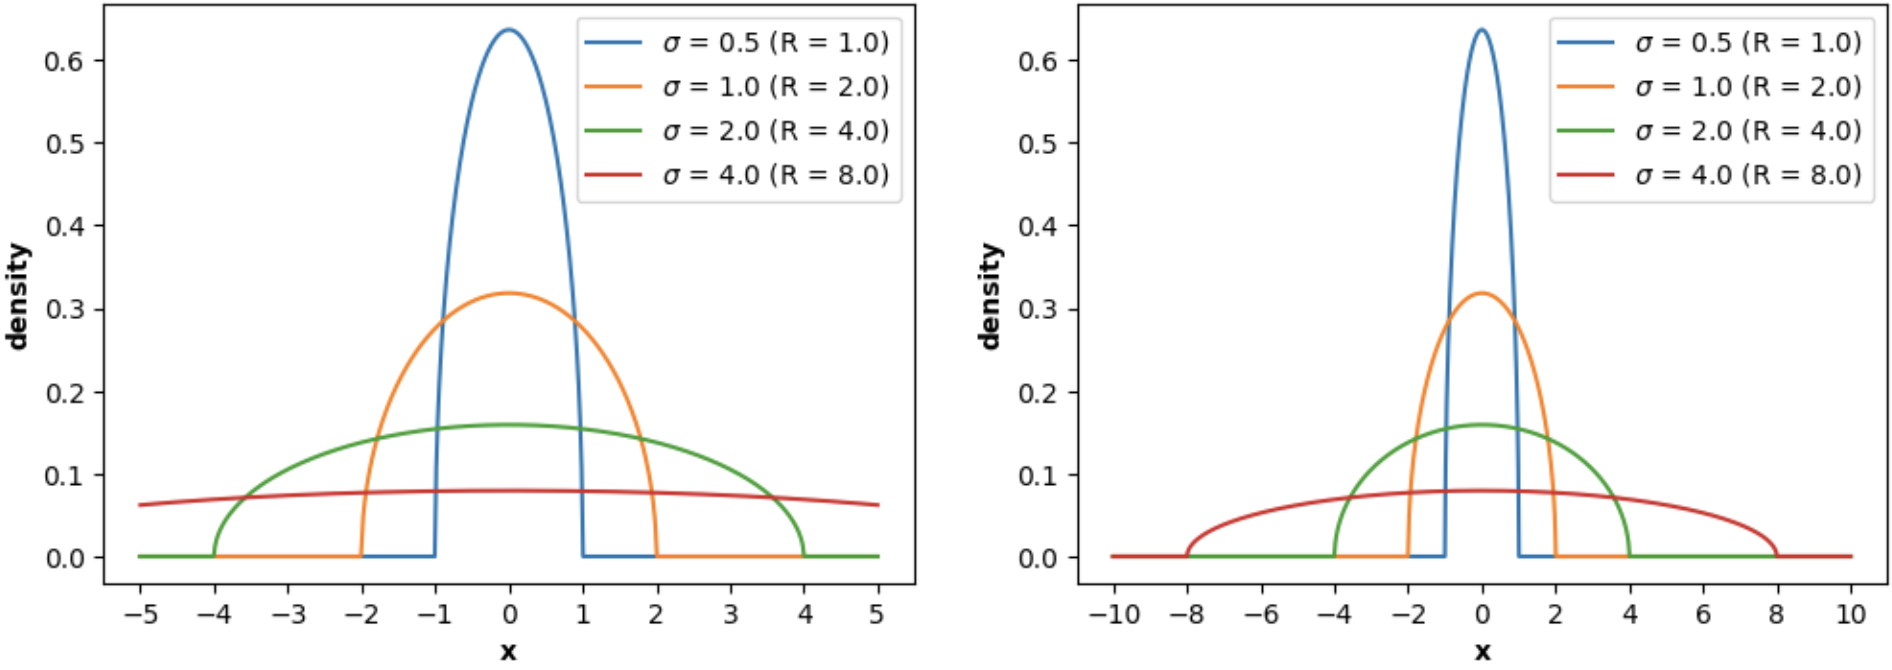 σ = 0.5 (R = 1.0)
σ = 1.0 (R = 2.0)
σ = 2.0 (R = 4.0)
σ = 4.0 (R = 8.0)
0.6
0.5
0.4
0.3
0.2
0.1
0.0
density
−5 −4 −3 −2 −1 0 1 2 3 4 5
x
σ = 0.5 (R = 1.0)
σ = 1.0 (R = 2.0)
σ = 2.0 (R = 4.0)
σ = 4.0 (R = 8.0)
0.6
0.5
0.4
0.3
0.2
0.1
0.0
density
−10 −8 −6 −4 −2 0 2 4 6 8 10
x